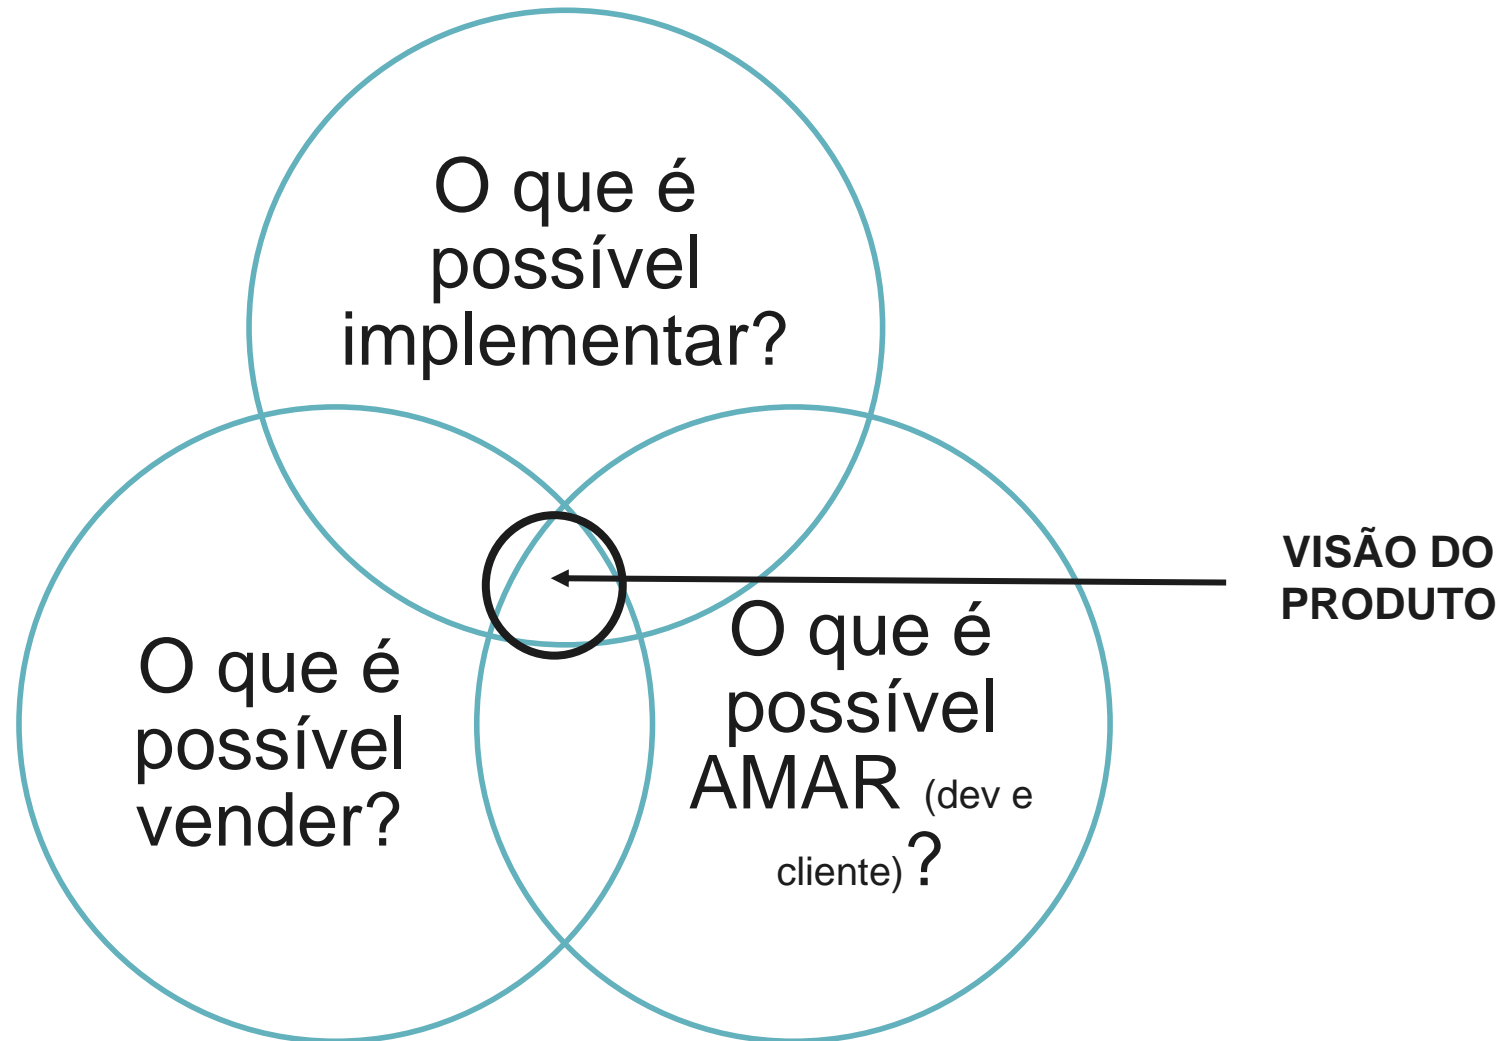 O que é
possível
implementar?
VISÃO DO
PRODUTO
O que é
possível
vender?
O que é
possível
AMAR (dev e
cliente)?